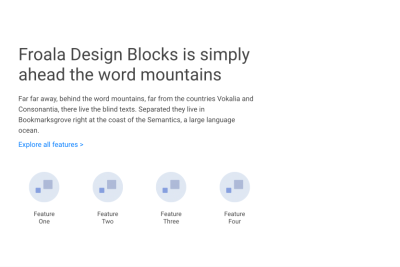 Froala Design Blocks is simply
ahead the word mountains
Far far away, behind the word mountains, far from the countries Vokalia and
Consonantia, there live the blind texts. Separated they live in
Bookmarksgrove right at the coast of the Semantics, a large language
ocean.
Explore all features >
Feature
One
Feature
Two
Feature
Three
Feature
Four